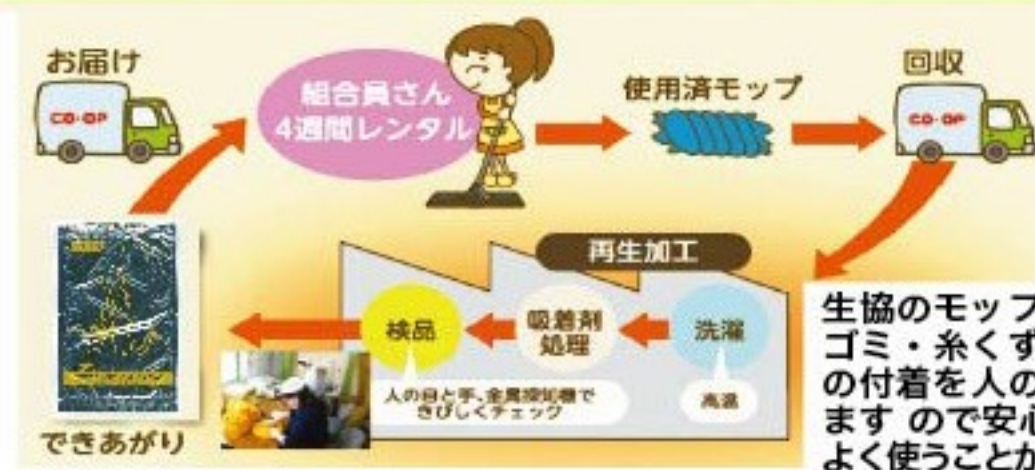 お届け
CO-OP
組合員さん
4週間レンタル
使用済モップ
回収
CO-OP
再生加工
洗濯
高温
吸着剤
処理
検品
人の目と手、金属探知機で
きびしくチェック
できあがり
生協のモップ
ゴミ・糸くず
の付着を人の
ます ので安心
よく使うことが